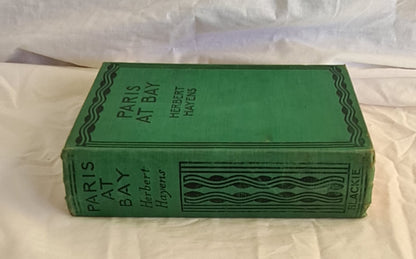 PARIS
AT BAY
HERBERT
HAYENS
PARIS
AT
BAY
Herbert
Hayens
BLACKIE